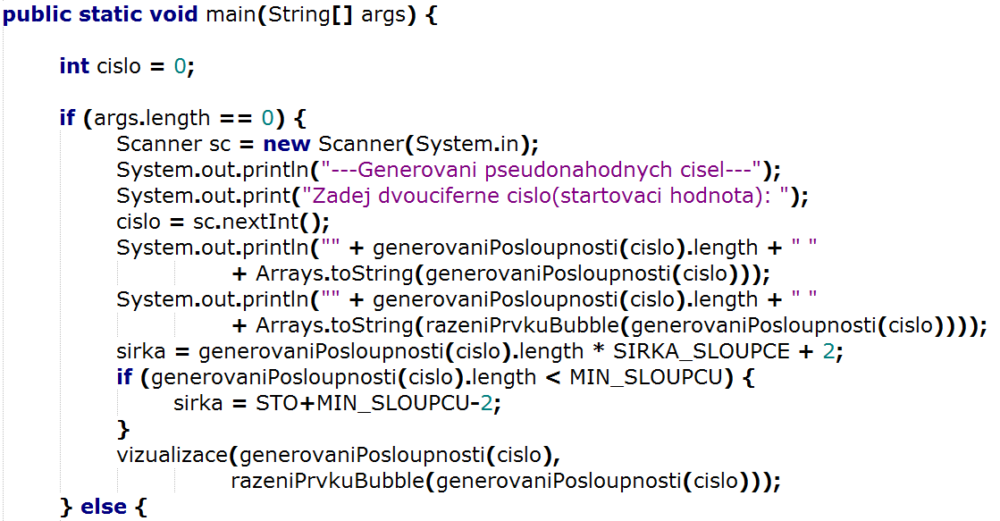 public static void main(String[] args) {
int cislo = 0;
if (args.length == 0) {
Scanner sc = new Scanner(System.in);
System.out.println("---Generovani pseudonahodnych cisel---");
System.out.print("Zadej dvouciferne cislo(startovaci hodnota): ");
cislo = sc.nextInt();
System.out.println("" + generovaniPosloupnosti(cislo).length + " "
+ Arrays.toString(generovaniPosloupnosti(cislo)));
System.out.println("" + generovaniPosloupnosti(cislo).length + " "
+ Arrays.toString(razeniPrvkuBubble(generovaniPosloupnosti(cislo))));
sirka = generovaniPosloupnosti(cislo).length * SIRKA_SLOUPCE + 2;
if (generovaniPosloupnosti(cislo).length < MIN_SLOUPCU) {
sirka = STO+MIN_SLOUPCU-2;
}
vizualizace(generovaniPosloupnosti(cislo),
razeniPrvkuBubble(generovaniPosloupnosti(cislo)));
} else {